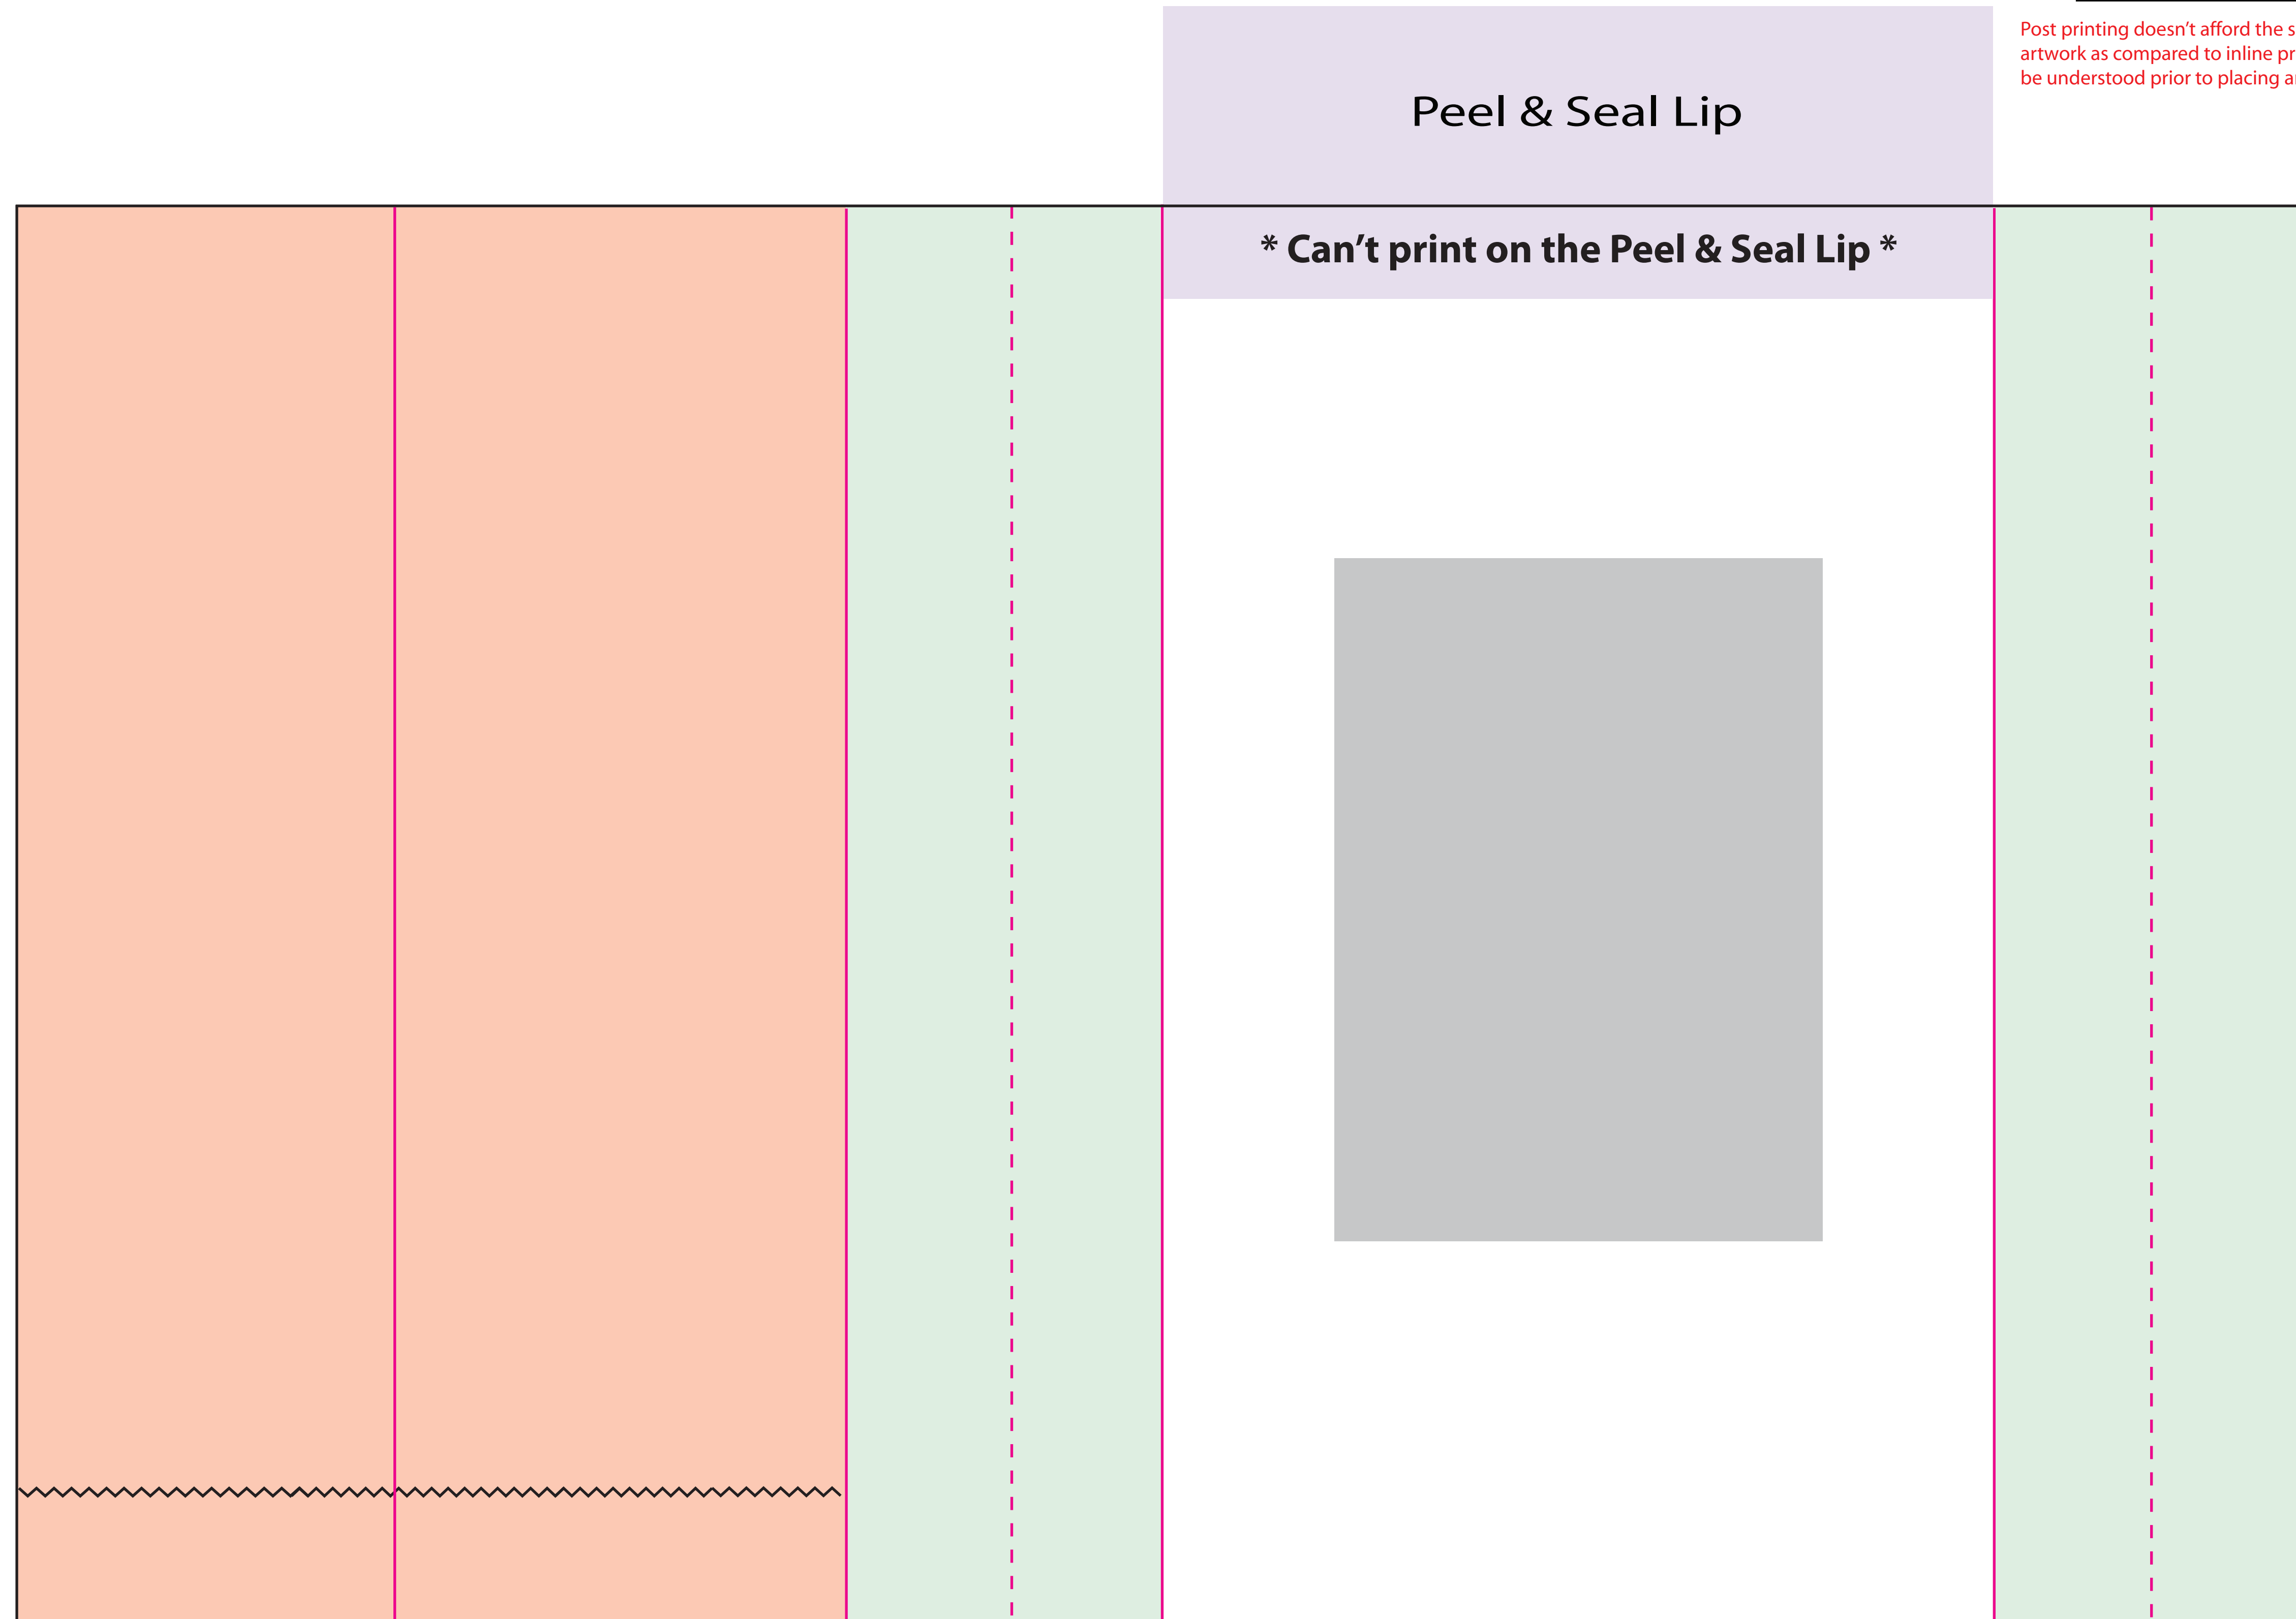 Post printing doesn’t afford the
artwork as compared to inline
be understood prior to placing
Peel & Seal Lip
* Can’t print on the Peel & Seal Lip *